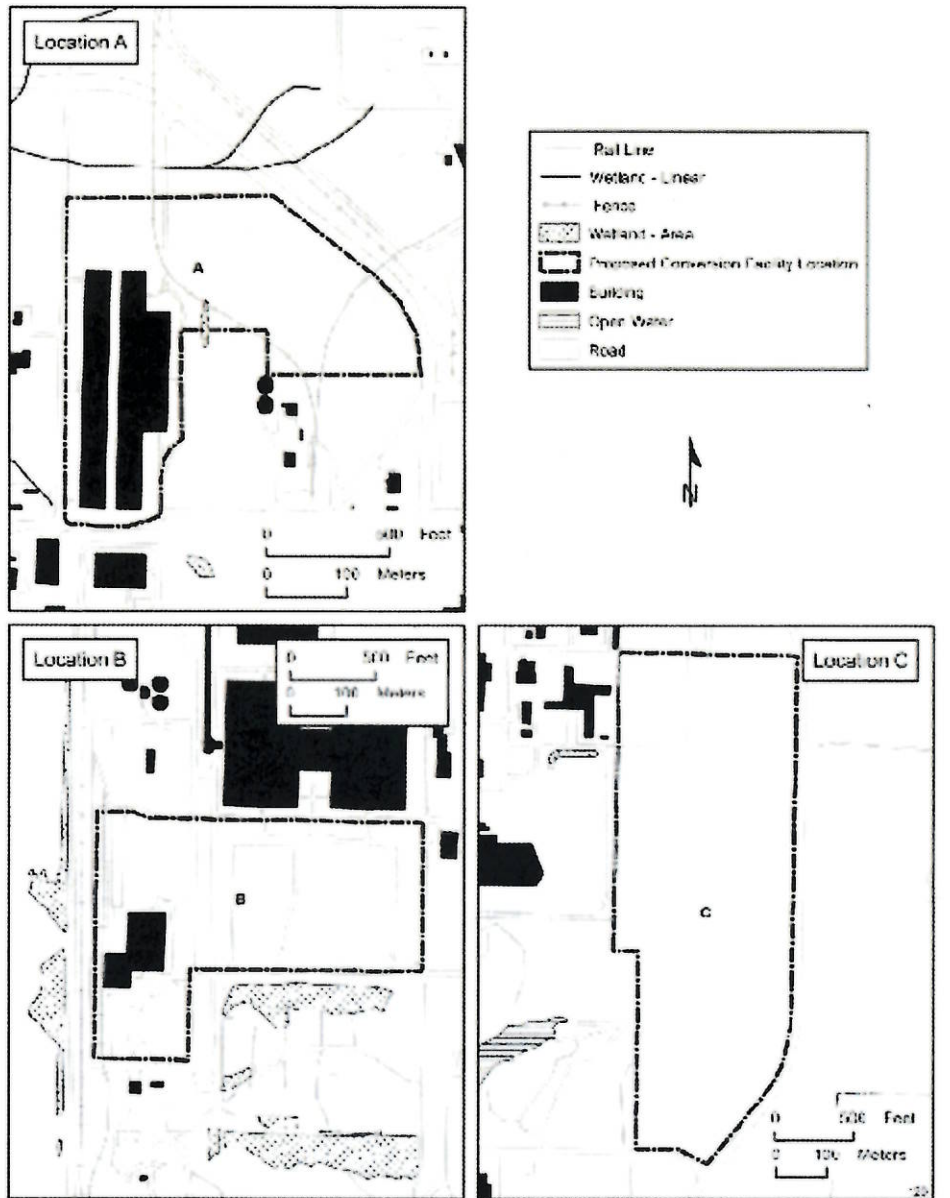 Location A
A
0 500 Feet
0 100 Meters
Rail Line
Wetland - Linear
Fence
Wetland - Area
Proposed Conversion Facility Location
Building
Open Water
Road
N
Location B
0 500 Feet
0 100 Meters
B
Location C
C
0 500 Feet
0 100 Meters